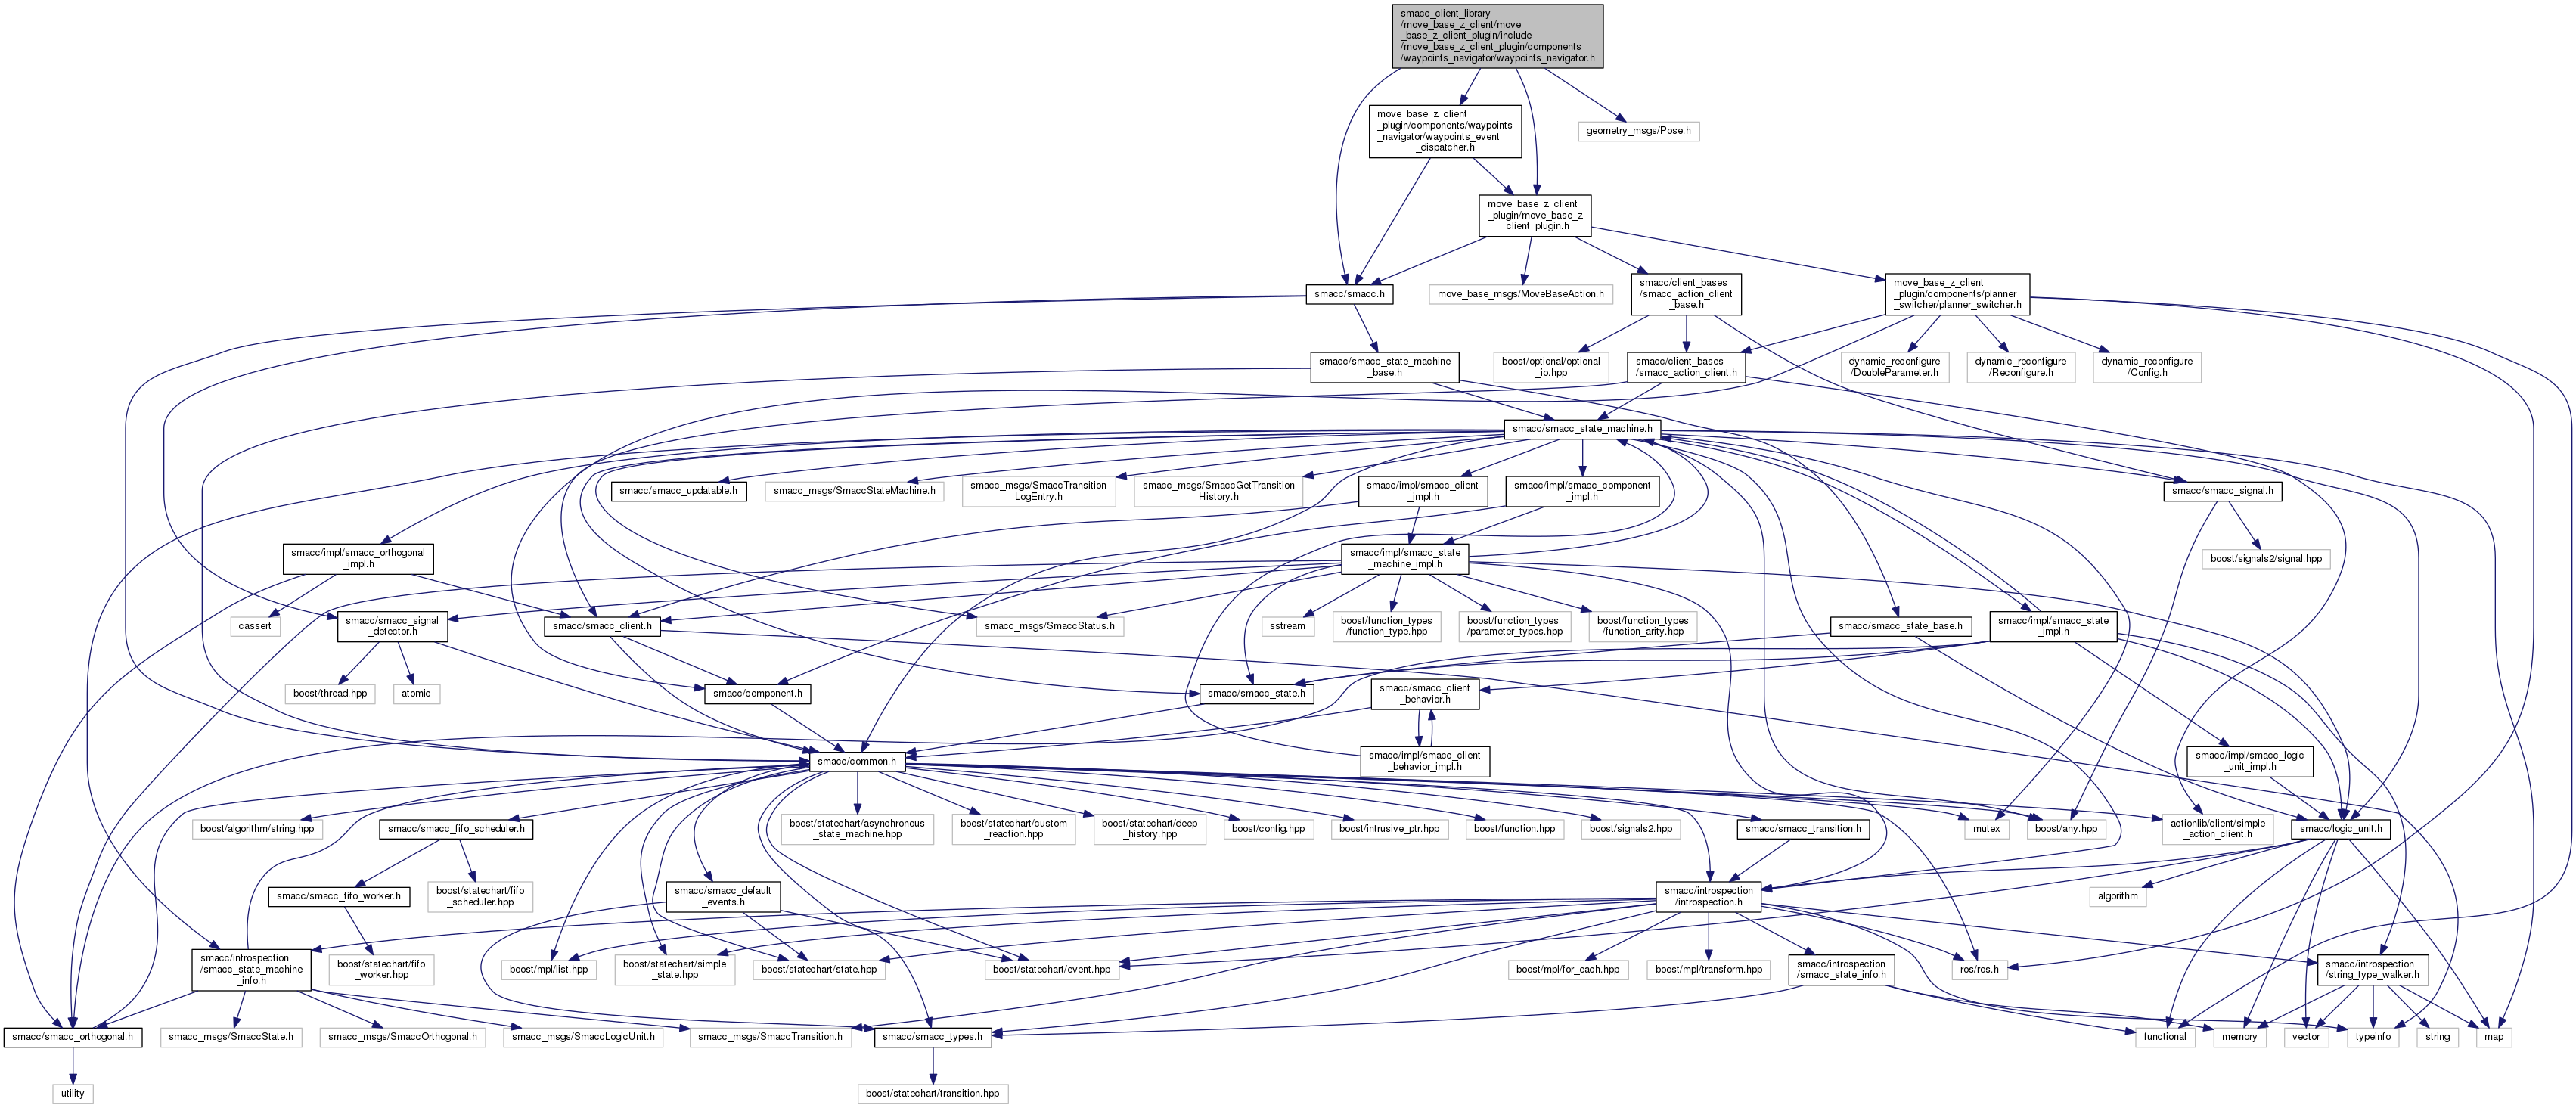 smacc_client_library
/move_base_z_client/move
_base_z_client_plugin/include
/move_base_z_client_plugin/components
/waypoints_navigator/waypoints_navigator.h
move_base_z_client
_plugin/components/waypoints
_navigator/waypoints_event
_dispatcher.h
geometry_msgs/Pose.h
move_base_z_client
_plugin/move_base_z
_client_plugin.h
smacc/smacc.h
move_base_msgs/MoveBaseAction.h
smacc/client_bases
/smacc_action_client
_base.h
move_base_z_client
_plugin/components/planner
_switcher/planner_switcher.h
smacc/smacc_state_machine
_base.h
boost/optional/optional
_io.hpp
smacc/client_bases
/smacc_action_client.h
dynamic_reconfigure
/DoubleParameter.h
dynamic_reconfigure
/Reconfigure.h
dynamic_reconfigure
/Config.h
smacc/smacc_state_machine.h
smacc/smacc_updatable.h
smacc_msgs/SmaccStateMachine.h
smacc_msgs/SmaccTransition
LogEntry.h
smacc_msgs/SmaccGetTransition
History.h
smacc/impl/smacc_client
_impl.h
smacc/impl/smacc_component
_impl.h
smacc/smacc_signal.h
smacc/impl/smacc_orthogonal
_impl.h
smacc/impl/smacc_state
_machine_impl.h
boost/signals2/signal.hpp
cassert
smacc/smacc_signal
_detector.h
smacc/smacc_client.h
smacc_msgs/SmaccStatus.h
sstream
boost/function_types
/function_type.hpp
boost/function_types
/parameter_types.hpp
boost/function_types
/function_arity.hpp
smacc/smacc_state_base.h
smacc/impl/smacc_state
_impl.h
boost/thread.hpp
atomic
smacc/component.h
smacc/smacc_state.h
smacc/smacc_client
_behavior.h
smacc/common.h
smacc/impl/smacc_client
_behavior_impl.h
smacc/impl/smacc_logic
_unit_impl.h
boost/algorithm/string.hpp
smacc/smacc_fifo_scheduler.h
boost/statechart/asynchronous
_state_machine.hpp
boost/statechart/custom
_reaction.hpp
boost/statechart/deep
_history.hpp
boost/config.hpp
boost/intrusive_ptr.hpp
boost/function.hpp
boost/signals2.hpp
smacc/smacc_transition.h
mutex
boost/any.hpp
actionlib/client/simple
_action_client.h
smacc/logic_unit.h
smacc/smacc_fifo_worker.h
boost/statechart/fifo
_scheduler.hpp
smacc/smacc_default
_events.h
smacc/introspection
/introspection.h
algorithm
smacc/introspection
/smacc_state_machine
_info.h
boost/statechart/fifo
_worker.hpp
boost/mpl/list.hpp
boost/statechart/simple
_state.hpp
boost/statechart/state.hpp
boost/statechart/event.hpp
boost/mpl/for_each.hpp
boost/mpl/transform.hpp
smacc/introspection
/smacc_state_info.h
ros/ros.h
smacc/introspection
/string_type_walker.h
smacc/smacc_orthogonal.h
smacc_msgs/SmaccState.h
smacc_msgs/SmaccOrthogonal.h
smacc_msgs/SmaccLogicUnit.h
smacc_msgs/SmaccTransition.h
smacc/smacc_types.h
functional
memory
vector
typeinfo
string
map
utility
boost/statechart/transition.hpp